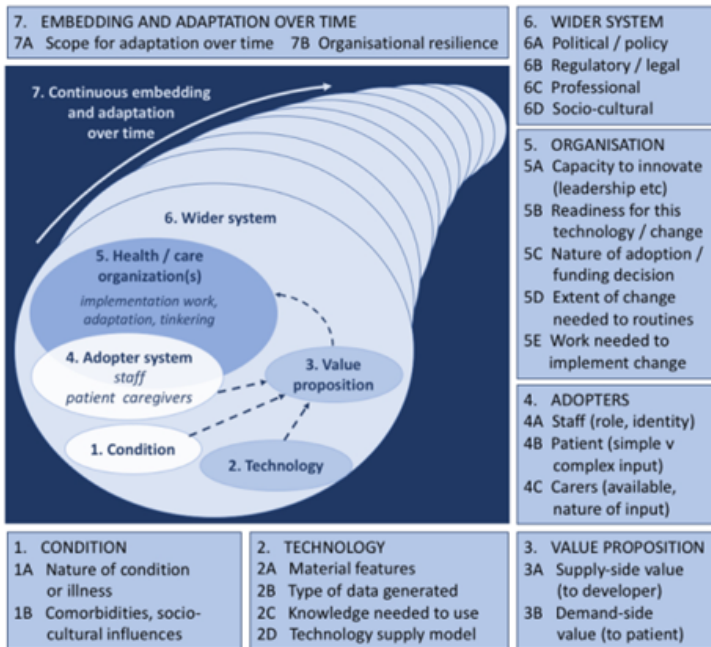 7. EMBEDDING AND ADAPTATION OVER TIME
7A Scope for adaptation over time 7B Organisational resilience
7. Continuous embedding
and adaptation
over time
6. Wider system
5. Health / care
organization(s)
implementation work,
adaptation, tinkering
4. Adopter system
staff
patient caregivers
3. Value
proposition
1. Condition
2. Technology
6. WIDER SYSTEM
6A Political / policy
6B Regulatory / legal
6C Professional
6D Socio-cultural
5. ORGANISATION
5A Capacity to innovate
(leadership etc)
5B Readiness for this
technology / change
5C Nature of adoption /
funding decision
5D Extent of change
needed to routines
5E Work needed to
implement change
4. ADOPTERS
4A Staff (role, identity)
4B Patient (simple v
complex input)
4C Carers (available,
nature of input)
1. CONDITION
1A Nature of condition
or illness
1B Comorbidities, socio-
cultural influences
2. TECHNOLOGY
2A Material features
2B Type of data generated
2C Knowledge needed to use
2D Technology supply model
3. VALUE PROPOSITION
3A Supply-side value
(to developer)
3B Demand-side
value (to patient)